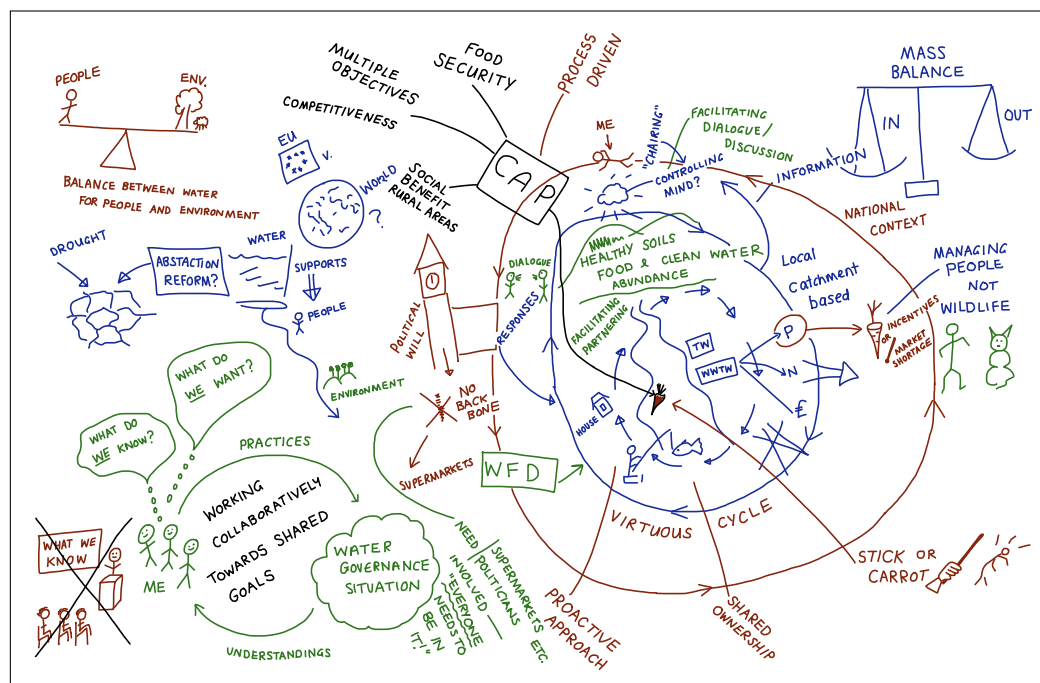 PEOPLE
ENV.
BALANCE BETWEEN WATER
FOR PEOPLE AND ENVIRONMENT
EU
V.
WORLD
?
MULTIPLE
OBJECTIVES
FOOD
SECURITY
COMPETITIVENESS
SOCIAL
BENEFIT
RURAL AREAS
CAP
PROCESS
DRIVEN
ME
"CHAIRING"
CONTROLLING
MIND?
FACILITATING
DIALOGUE/
DISCUSSION
MASS
BALANCE
IN
OUT
INFORMATION
NATIONAL
CONTEXT
DROUGHT
ABSTACTION
REFORM?
WATER
SUPPORTS
PEOPLE
ENVIRONMENT
POLITICAL
WILL
NO
BACK
BONE
SUPERMARKETS
DIALOGUE
RESPONSES
HEALTHY SOILS
FOOD & CLEAN WATER
ABUNDANCE
FACILITATING
PARTNERING
Local
Catchment
based
P
TW
WWTW
N
£
HOUSE
INCENTIVES
OR
MARKET
SHORTAGE
MANAGING
PEOPLE
NOT
WILDLIFE
WFD
VIRTUOUS CYCLE
PROACTIVE
APPROACH
SHARED
OWNERSHIP
STICK OR
CARROT
WHAT DO
WE WANT?
WHAT DO
WE KNOW?
PRACTICES
WORKING
COLLABORATIVELY
TOWARDS SHARED
GOALS
WATER
GOVERNANCE
SITUATION
UNDERSTANDINGS
ME
WHAT WE
KNOW
NEED SUPERMARKETS ETC.
POLITICIANS
INVOLVED
"EVERYONE
NEEDS TO
BE IN
IT!"